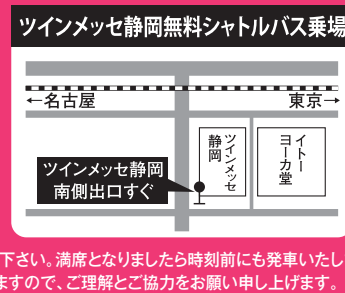 ツインメッセ静岡無料シャトルバス乗場
←名古屋
東京→
ツインメッセ
静岡
イトー
ヨーカ堂
ツインメッセ静岡
南側出口すぐ
下さい。満席となりましたら時刻前にも発車いたし
ますので、ご理解とご協力をお願い申し上げます。